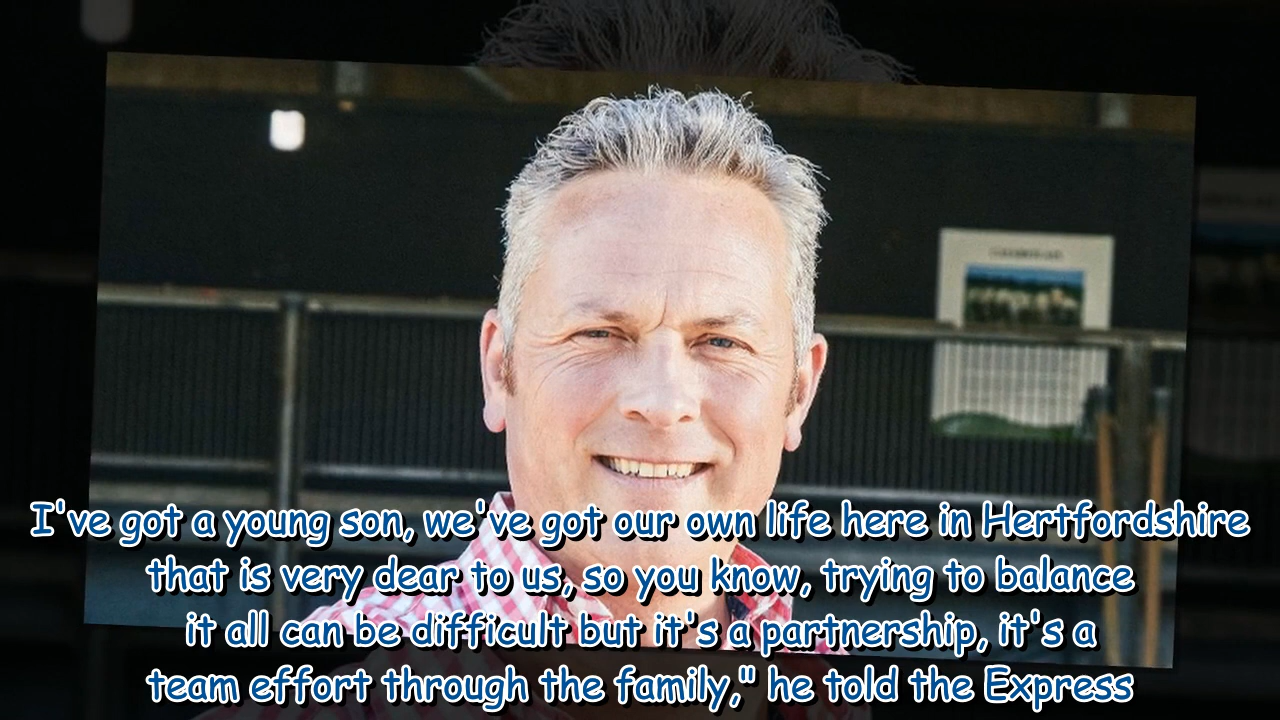 I've got a young son, we've got our own life here in Hertfordshire
that is very dear to us, so you know, trying to balance
it all can be difficult but it's a partnership, it's a
team effort through the family," he told the Express